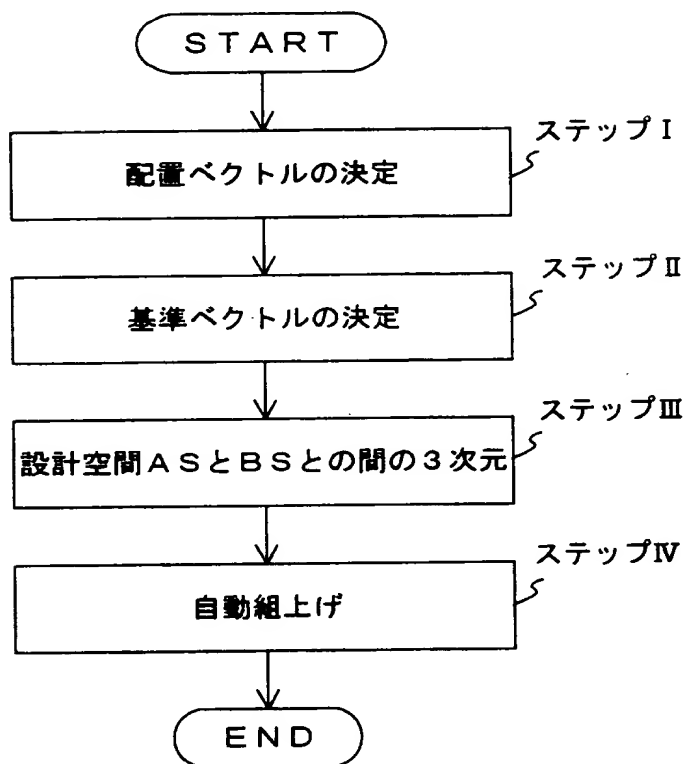 START
ステップⅠ
配置ベクトルの決定
ステップⅡ
基準ベクトルの決定
ステップⅢ
設計空間ASとBSとの間の3次元
ステップⅣ
自動組上げ
END